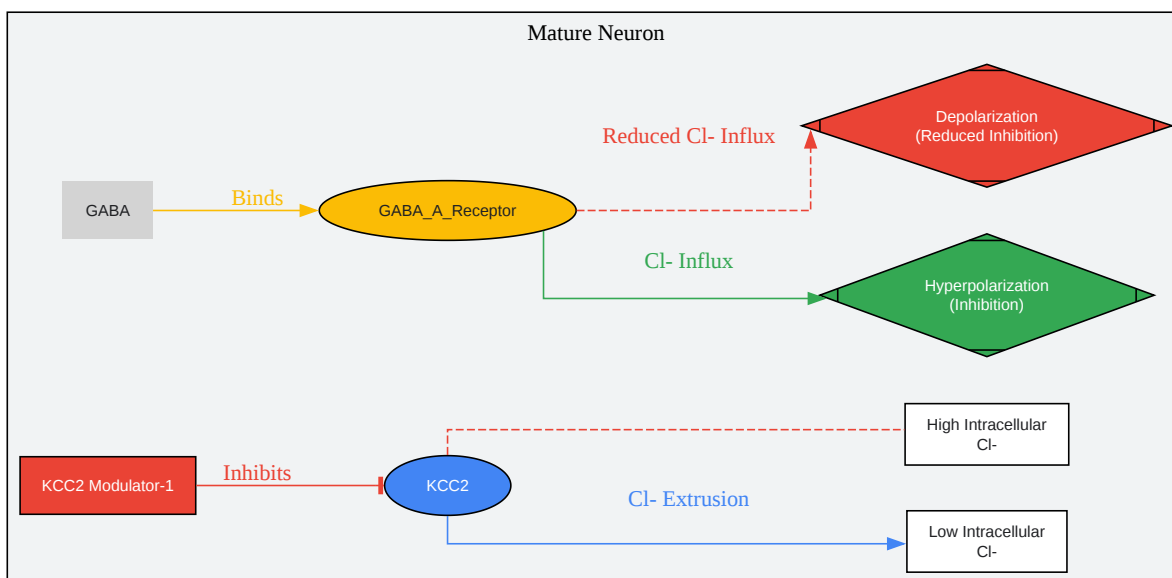 Mature Neuron
Depolarization
(Reduced Inhibition)
Reduced Cl- Influx
GABA
Binds
GABA_A_Receptor
Cl- Influx
Hyperpolarization
(Inhibition)
High Intracellular
Cl-
KCC2 Modulator-1
Inhibits
KCC2
Cl- Extrusion
Low Intracellular
Cl-